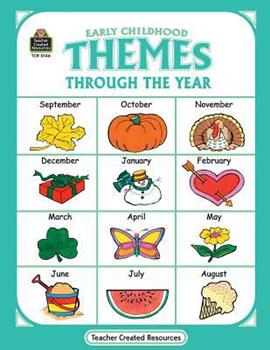 Teacher Created Resources
TCR 0146
EARLY CHILDHOOD
THEMES
THROUGH THE YEAR
September October November
December January February
March April May
June July August
Teacher Created Resources